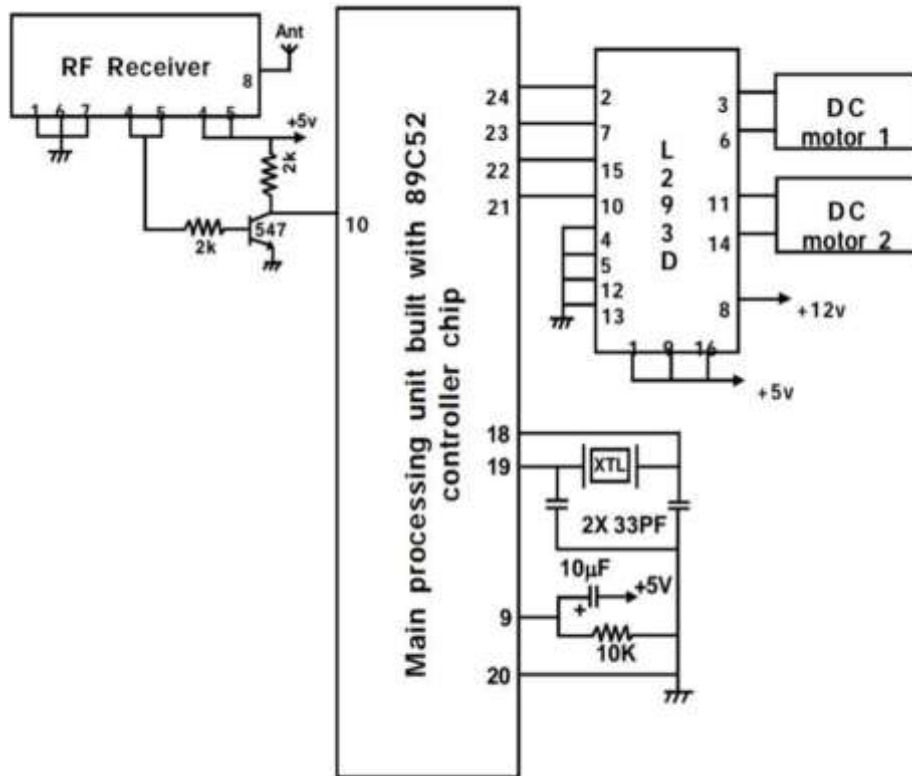 Ant
RF Receiver
8
1 6 7 4 5 4 5
+5v
2k
2k
547
10
Main processing unit built with 89C52
controller chip
24
23
22
21
18
19
9
20
2
7
15
10
4
5
12
13
L293D
3
6
11
14
8
1 9 16
DC
motor 1
DC
motor 2
+12v
+5v
XTL
2X 33PF
10µF
+5V
+
10K